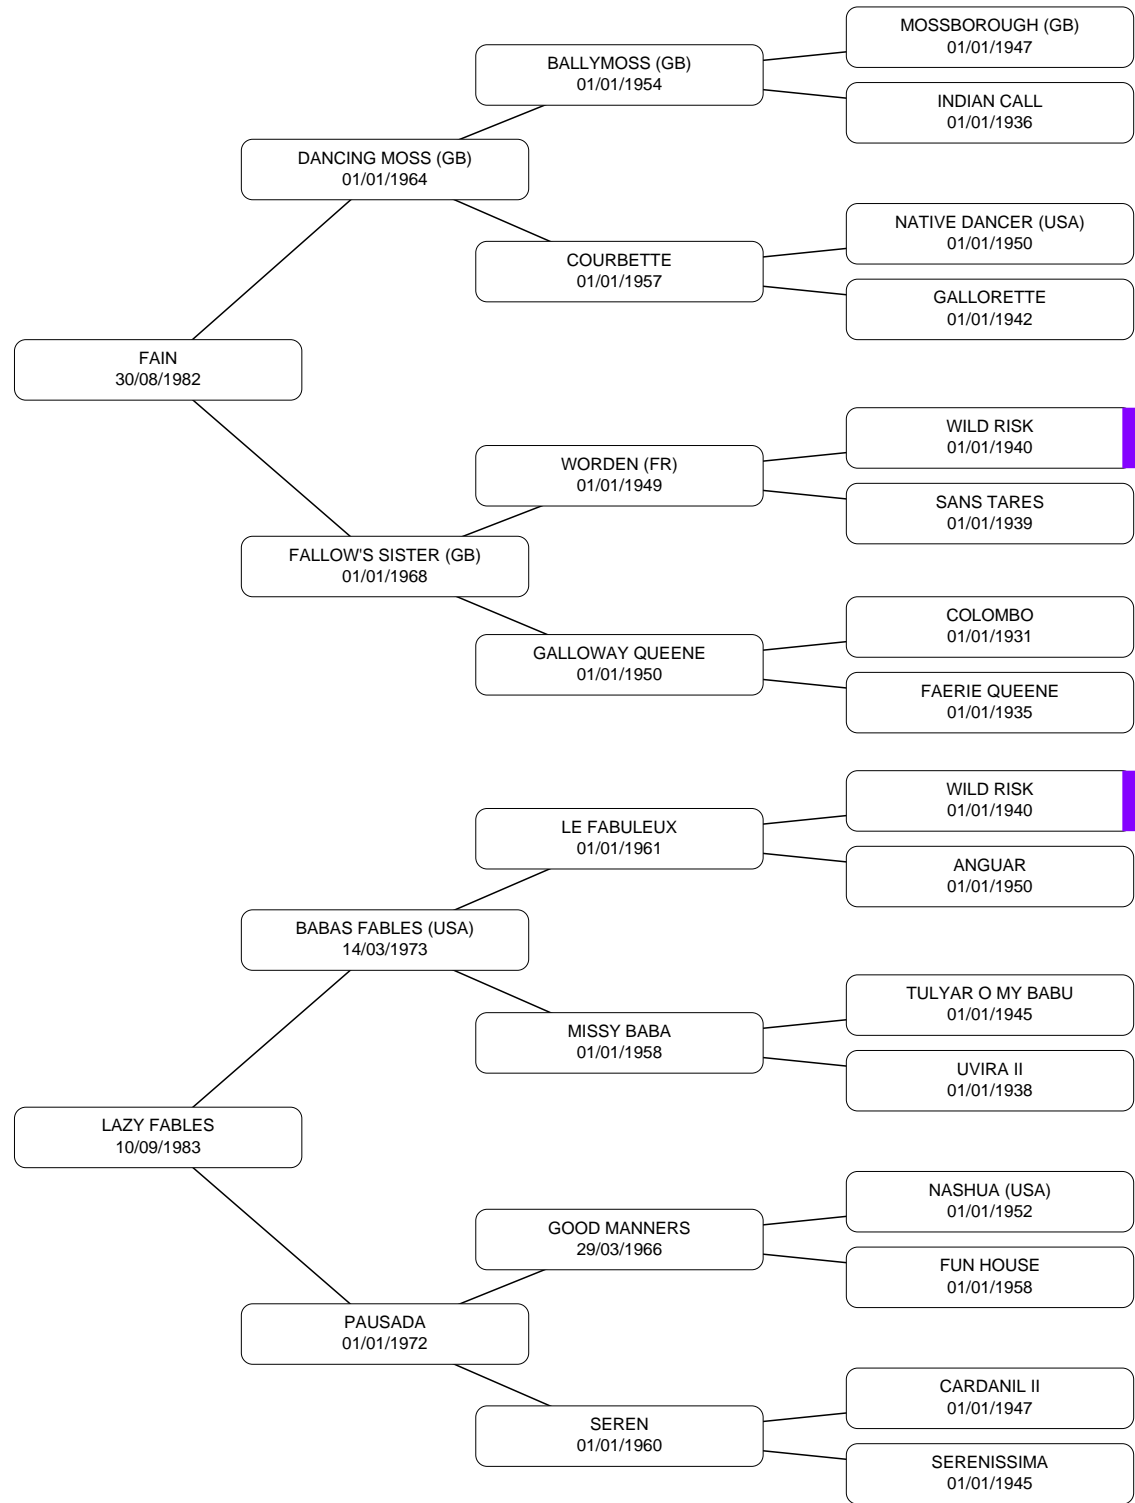 MOSSBOROUGH (GB)
01/01/1947
BALLYMOSS (GB)
01/01/1954
INDIAN CALL
01/01/1936
DANCING MOSS (GB)
01/01/1964
NATIVE DANCER (USA)
01/01/1950
COURBETTE
01/01/1957
GALLORETTE
01/01/1942
FAIN
30/08/1982
WILD RISK
01/01/1940
WORDEN (FR)
01/01/1949
SANS TARES
01/01/1939
FALLOW'S SISTER (GB)
01/01/1968
COLOMBO
01/01/1931
GALLOWAY QUEENE
01/01/1950
FAERIE QUEENE
01/01/1935
WILD RISK
01/01/1940
LE FABULEUX
01/01/1961
ANGUAR
01/01/1950
BABAS FABLES (USA)
14/03/1973
TULYAR O MY BABU
01/01/1945
MISSY BABA
01/01/1958
UVIRA II
01/01/1938
LAZY FABLES
10/09/1983
NASHUA (USA)
01/01/1952
GOOD MANNERS
29/03/1966
FUN HOUSE
01/01/1958
PAUSADA
01/01/1972
CARDANIL II
01/01/1947
SEREN
01/01/1960
SERENISSIMA
01/01/1945